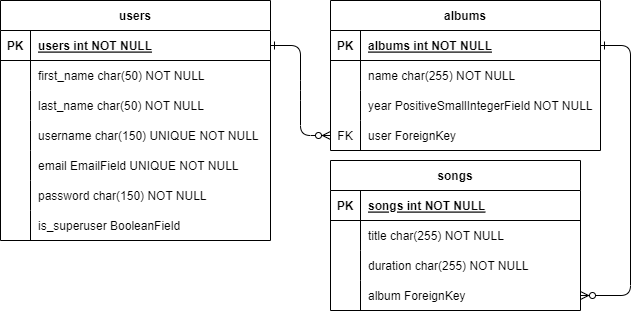 users
PK users int NOT NULL
first_name char(50) NOT NULL
last_name char(50) NOT NULL
username char(150) UNIQUE NOT NULL
email EmailField UNIQUE NOT NULL
password char(150) NOT NULL
is_superuser BooleanField
albums
PK albums int NOT NULL
name char(255) NOT NULL
year PositiveSmallIntegerField NOT NULL
FK user ForeignKey
songs
PK songs int NOT NULL
title char(255) NOT NULL
duration char(255) NOT NULL
album ForeignKey